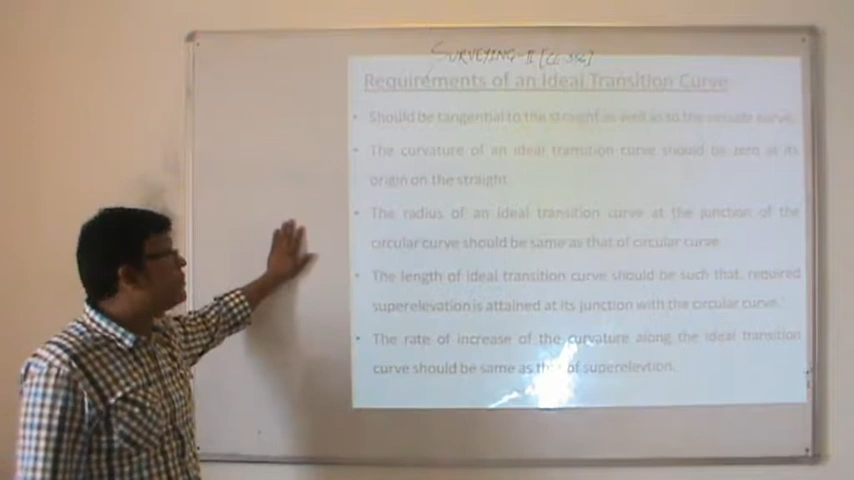 SURVEYING-II [CE-356]
Requirements of an Ideal Transition Curve
• Should be tangential to the straight as well as to the circular curve.
• The curvature of an ideal transition curve should be zero at its
origin on the straight.
• The radius of an ideal transition curve at the junction of the
circular curve should be same as that of circular curve.
• The length of ideal transition curve should be such that, required
superelevation is attained at its junction with the circular curve.
• The rate of increase of the curvature along the ideal transition
curve should be same as that of superelevtion.